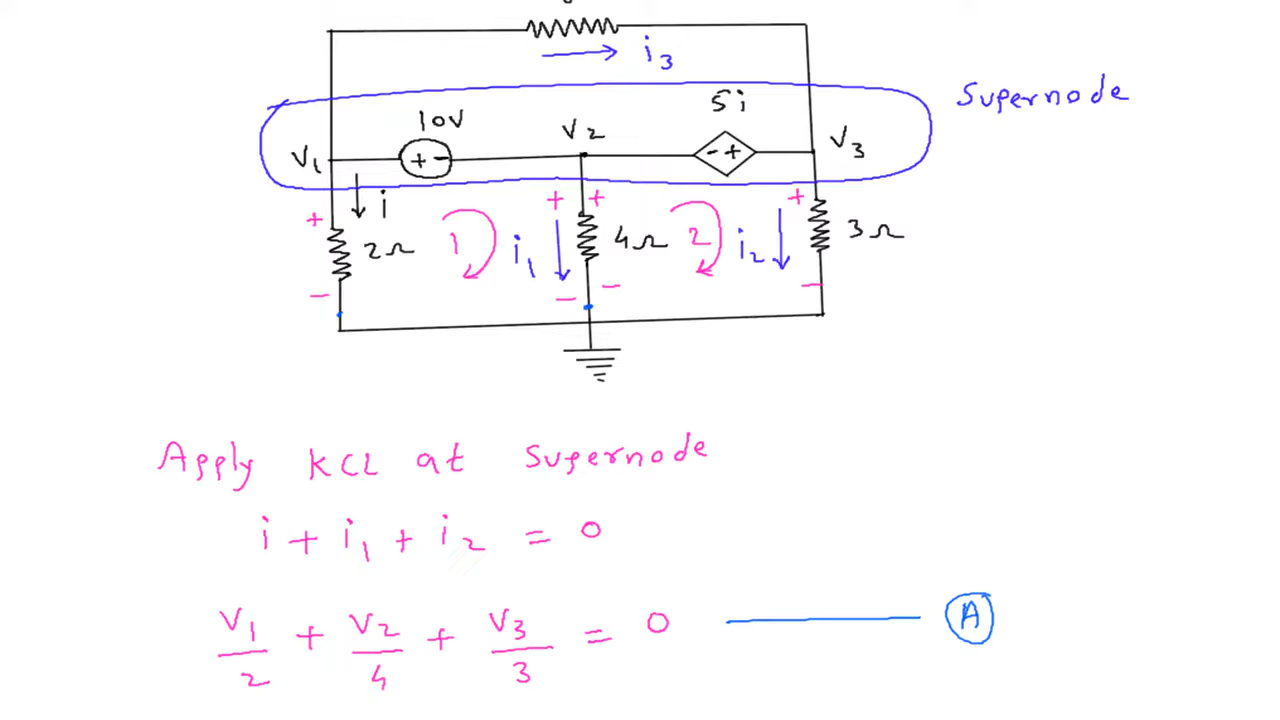 i₃
Supernode
10V
5i
V₁
V₂
V₃
+ -
- +
i
+
+ +
+
2Ω
1
i₁
4Ω
2
i₂
3Ω
-
- -
-
Apply KCL at Supernode
i + i₁ + i₂ = 0
V₁/2 + V₂/4 + V₃/3 = 0 ——— A